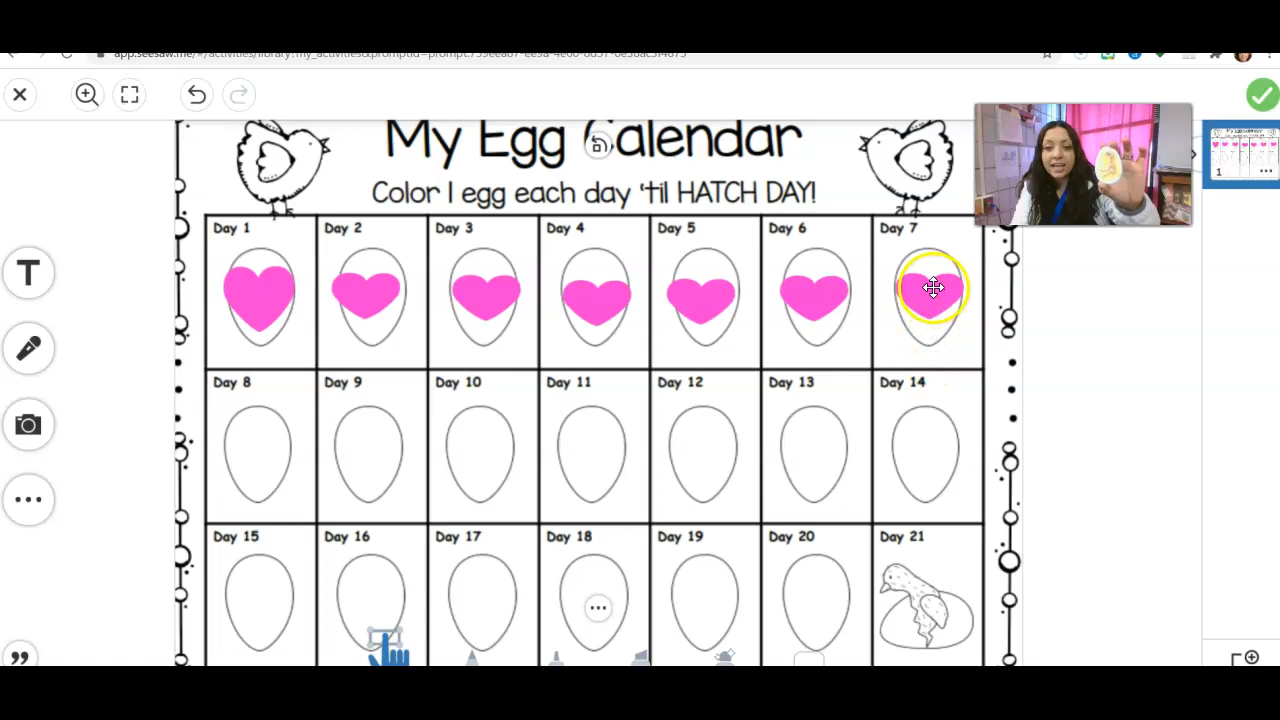 My Egg Calendar
Color 1 egg each day 'til HATCH DAY!
Day 1 Day 2 Day 3 Day 4 Day 5 Day 6 Day 7
Day 8 Day 9 Day 10 Day 11 Day 12 Day 13 Day 14
Day 15 Day 16 Day 17 Day 18 Day 19 Day 20 Day 21
T
1